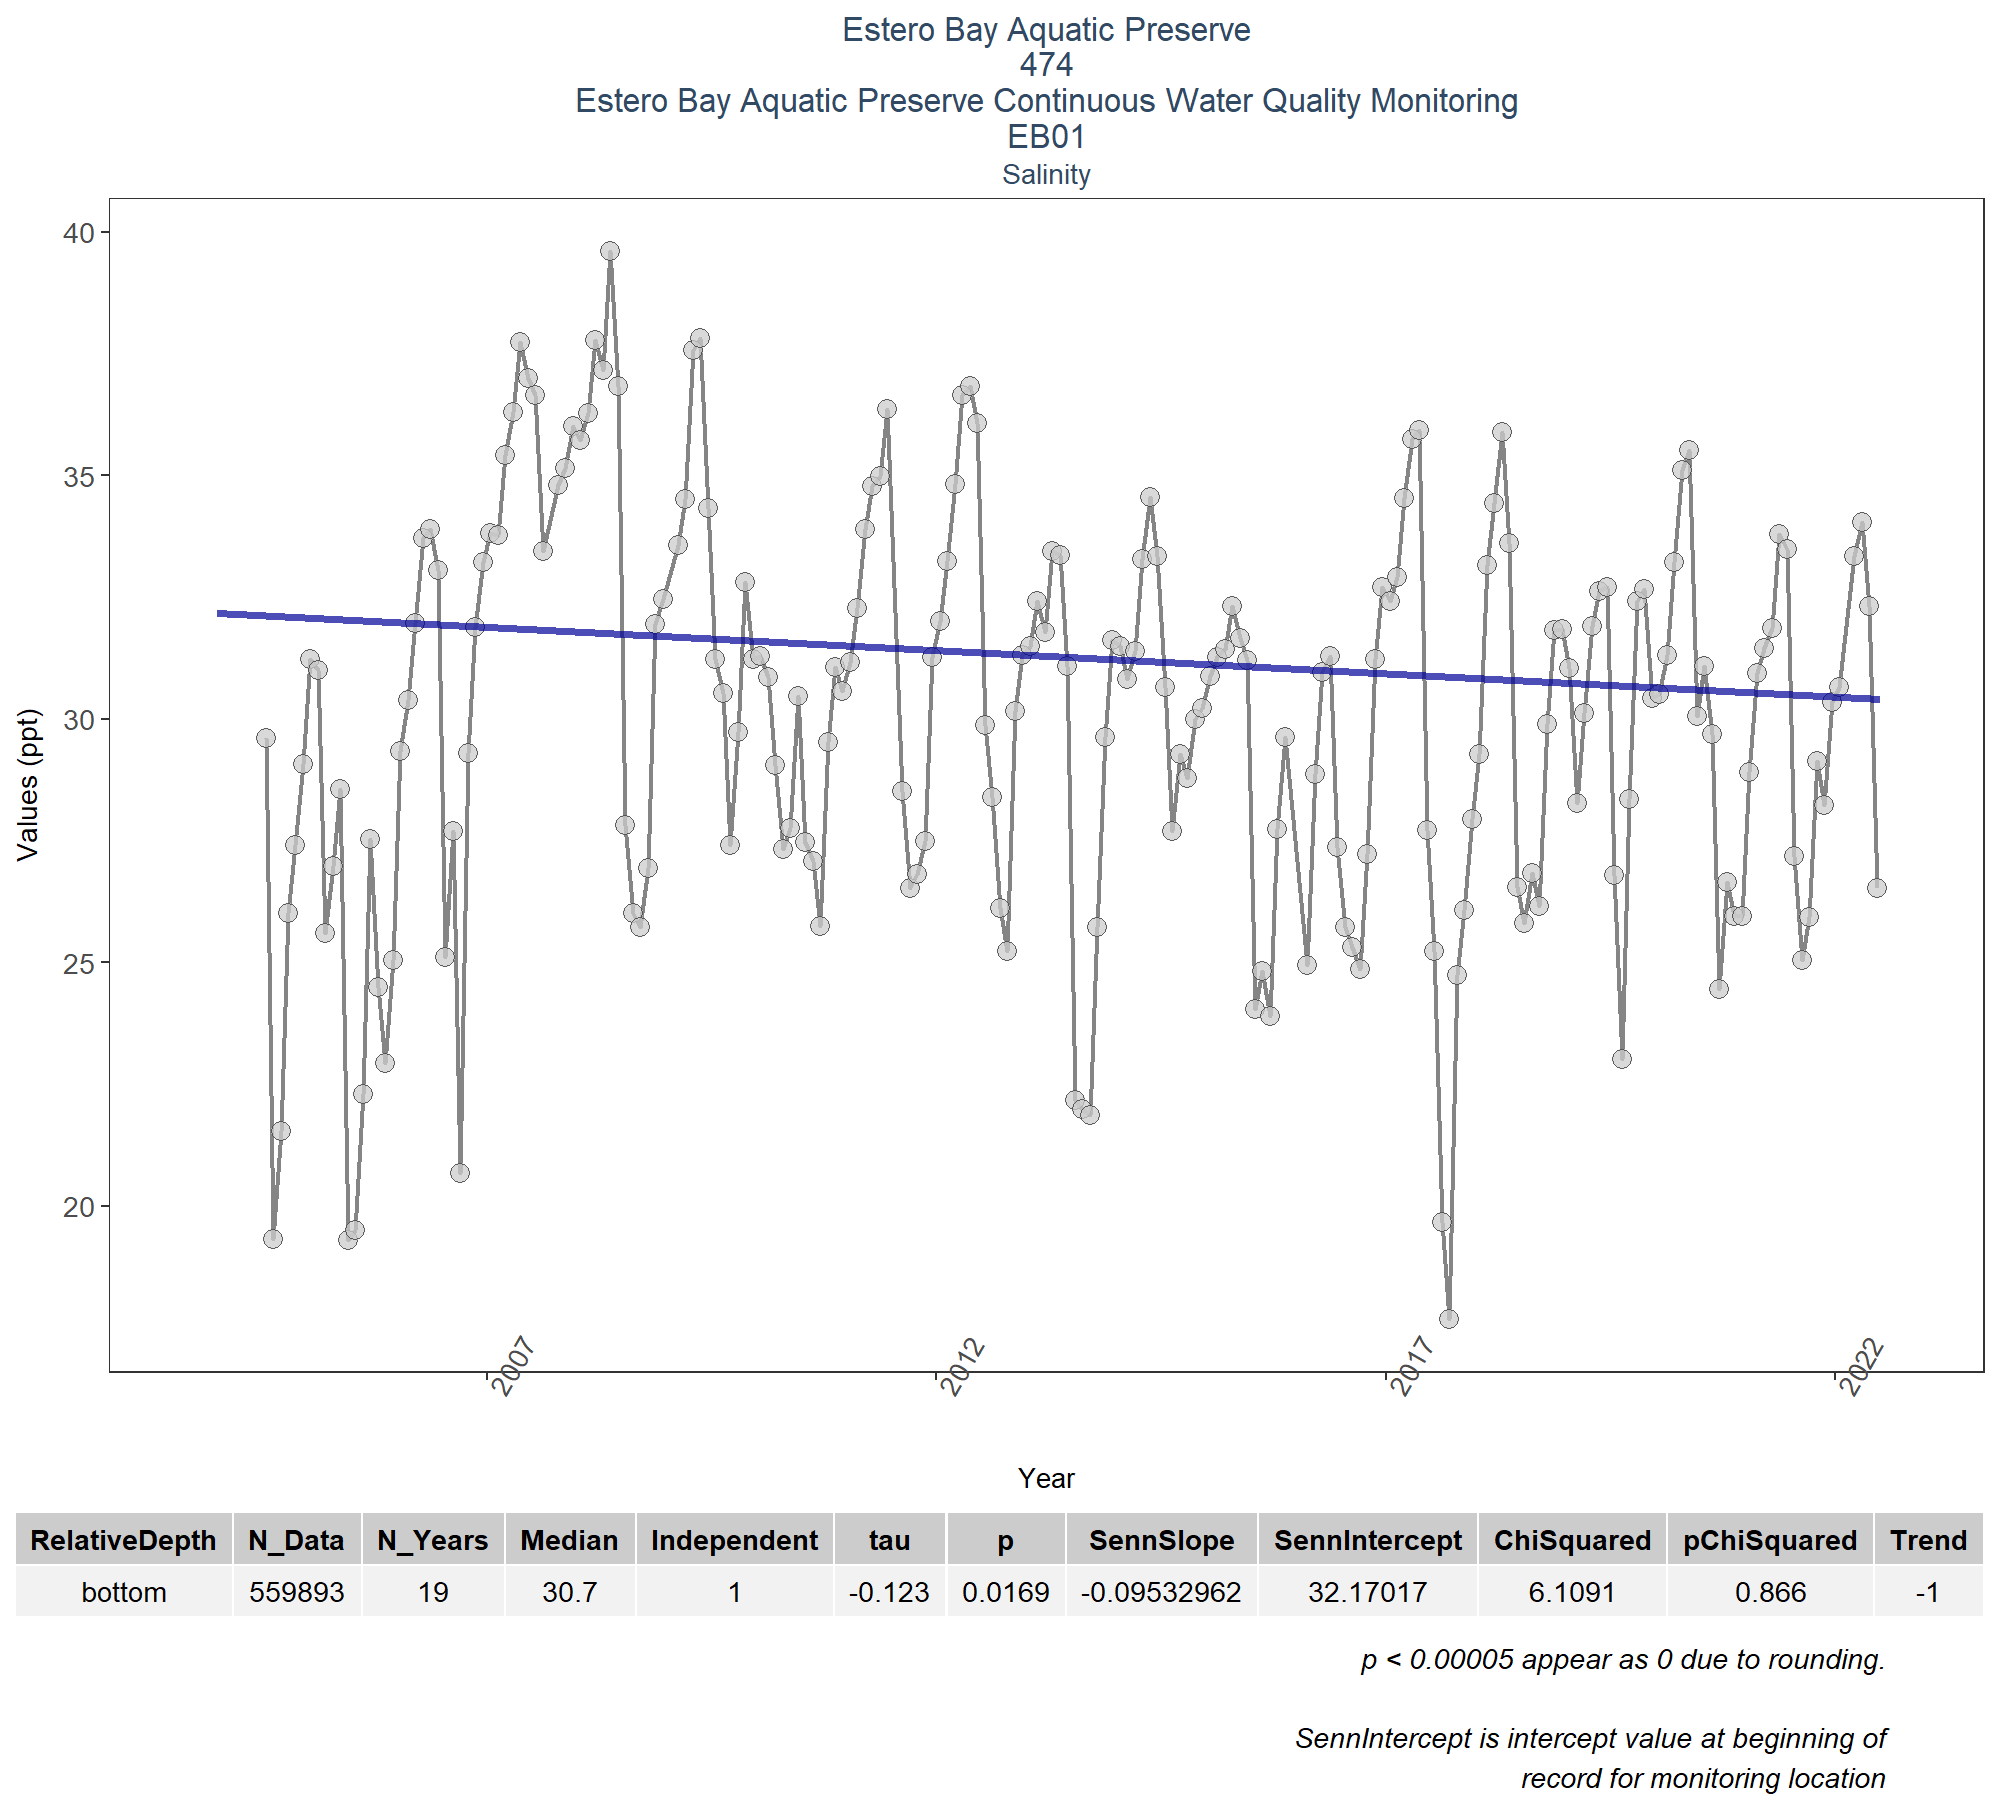 Estero Bay Aquatic Preserve
474
Estero Bay Aquatic Preserve Continuous Water Quality Monitoring
EB01
Salinity
40
35
30
25
20
Values (ppt)
2007
2012
2017
2022
Year
RelativeDepth N_Data N_Years Median Independent tau p SennSlope SennIntercept ChiSquared pChiSquared Trend
bottom 559893 19 30.7 1 -0.123 0.0169 -0.09532962 32.17017 6.1091 0.866 -1
p < 0.00005 appear as 0 due to rounding.
SennIntercept is intercept value at beginning of
record for monitoring location